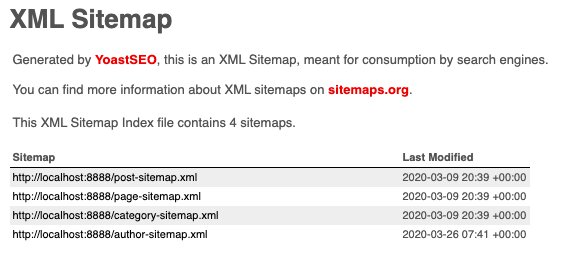 XML Sitemap
Generated by YoastSEO, this is an XML Sitemap, meant for consumption by search engines.
You can find more information about XML sitemaps on sitemaps.org.
This XML Sitemap Index file contains 4 sitemaps.
Sitemap Last Modified
http://localhost:8888/post-sitemap.xml 2020-03-09 20:39 +00:00
http://localhost:8888/page-sitemap.xml 2020-03-09 20:39 +00:00
http://localhost:8888/category-sitemap.xml 2020-03-09 20:39 +00:00
http://localhost:8888/author-sitemap.xml 2020-03-26 07:41 +00:00